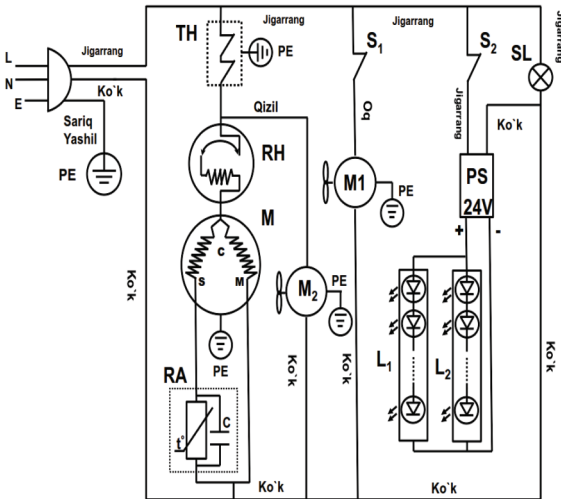 Jigarrang
TH
Jigarrang
Jigarrang
Jigarrang
L
Jigarrang
PE
S1
S2
SL
N
Ko`k
E
Sariq
Yashil
Qizil
Oq
Jigarrang
Ko`k
PE
RH
M1
PE
PS
24V
M
+
-
C
S
M
Ko`k
M2
PE
PE
Ko`k
Ko`k
L1
L2
Ko`k
RA
t°
C
Ko`k
Ko`k